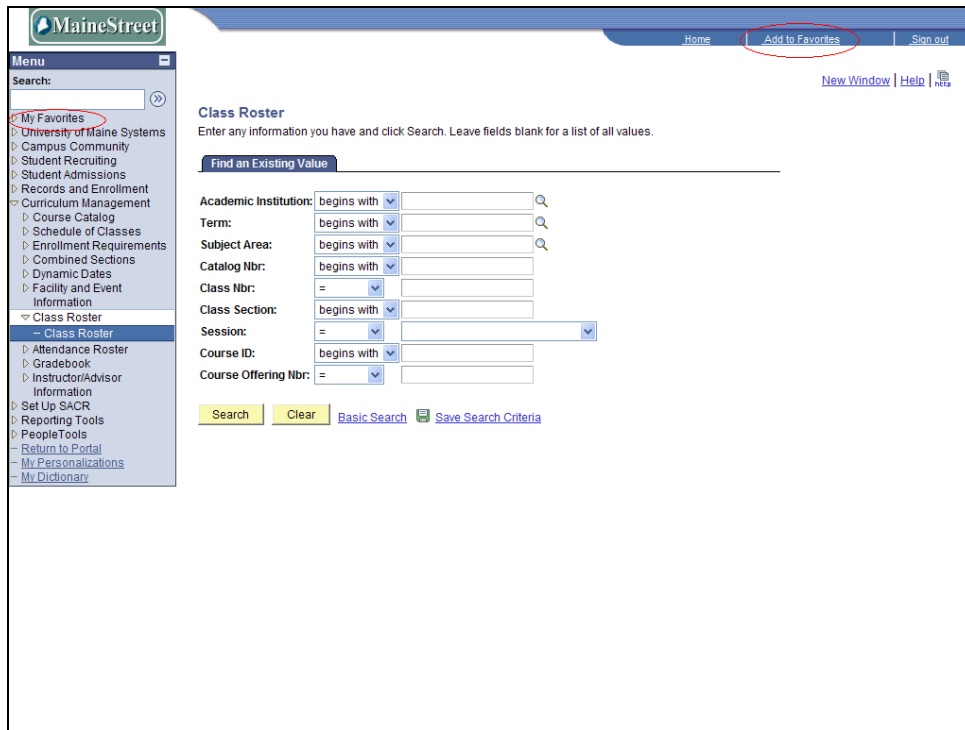 MaineStreet
Home Add to Favorites Sign out
Menu
Search:
New Window | Help | http
My Favorites
University of Maine Systems
Campus Community
Student Recruiting
Student Admissions
Records and Enrollment
Curriculum Management
Course Catalog
Schedule of Classes
Enrollment Requirements
Combined Sections
Dynamic Dates
Facility and Event
Information
Class Roster
Class Roster
Attendance Roster
Gradebook
Instructor/Advisor
Information
Set Up SACR
Reporting Tools
PeopleTools
Return to Portal
My Personalizations
My Dictionary
Class Roster
Enter any information you have and click Search. Leave fields blank for a list of all values.
Find an Existing Value
Academic Institution: begins with
Term: begins with
Subject Area: begins with
Catalog Nbr: begins with
Class Nbr: =
Class Section: begins with
Session: =
Course ID: begins with
Course Offering Nbr: =
Search Clear Basic Search Save Search Criteria